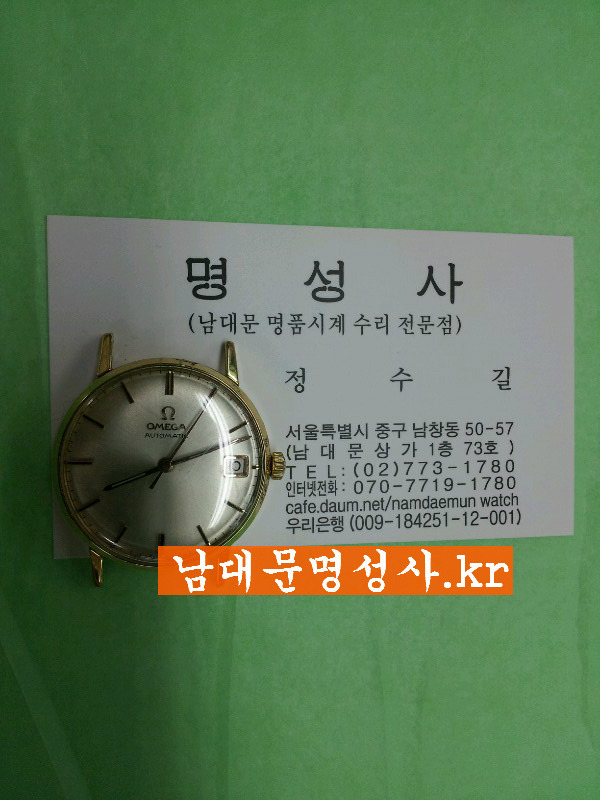 명 성 사
(남대문 명품시계 수리 전문점)
정 수 길
서울특별시 중구 남창동 50-57
(남 대 문 상 가 1층 73호 )
T E L : (02)773-1780
인터넷전화 : 070-7719-1780
cafe.daum.net/namdaemun watch
우리은행 (009-184251-12-001)
Ω
OMEGA
AUTOMATIC
남대문명성사.kr